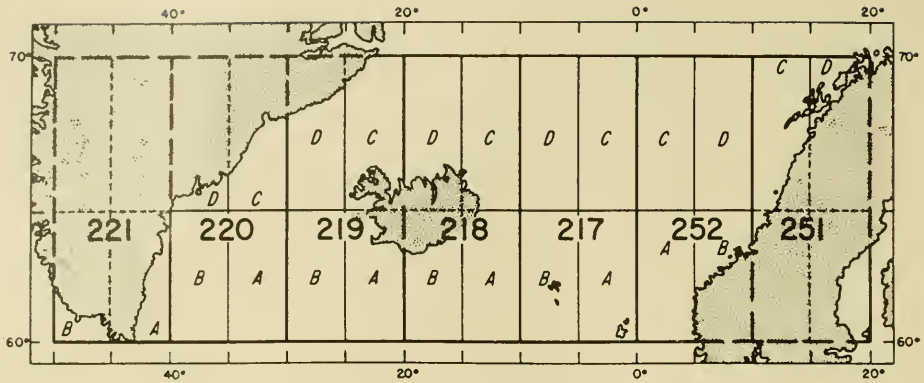 40° 20° 0° 20°
70° 70°
C D
D C D C D C C D
D C
221 220 219 218 217 252 251
A B
B A B A B A B A
B A
60° 60°
40° 20° 0° 20°